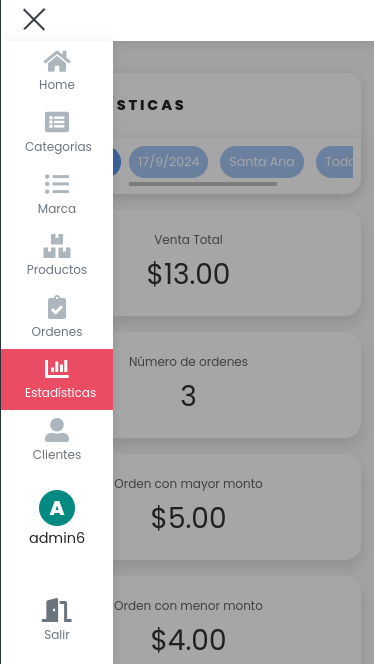 Home
Categorias
Marca
Productos
Ordenes
Estadísticas
Clientes
A
admin6
Salir
ÍSTICAS
17/9/2024
Santa Ana
Todo
Venta Total
$13.00
Número de ordenes
3
Orden con mayor monto
$5.00
Orden con menor monto
$4.00